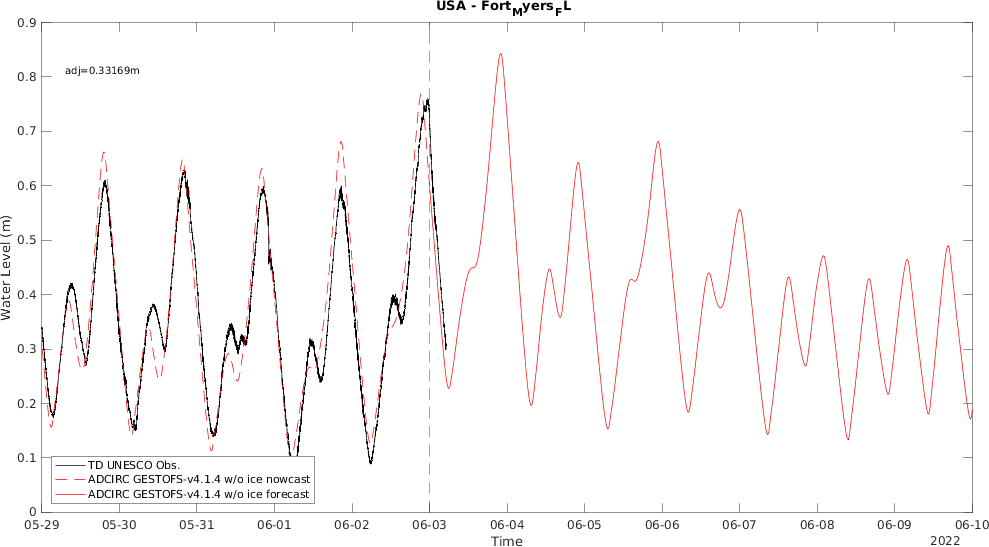 USA - Fort_Myers_FL
0.9
0.8
adj=0.33169m
0.7
0.6
0.5
Water Level (m)
0.4
0.3
0.2
0.1
TD UNESCO Obs.
ADCIRC GESTOFS-v4.1.4 w/o ice nowcast
ADCIRC GESTOFS-v4.1.4 w/o ice forecast
0
05-29 05-30 05-31 06-01 06-02 06-03 06-04 06-05 06-06 06-07 06-08 06-09 06-10
Time
2022